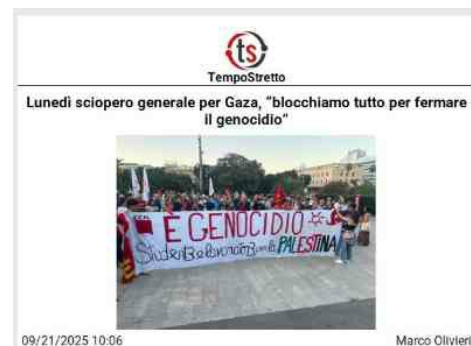 ts
TempoStretto
Lunedì sciopero generale per Gaza, "blocchiamo tutto per fermare
il genocidio"
È GENOCIDIO
PALESTINA
09/21/2025 10:06
Marco Olivieri